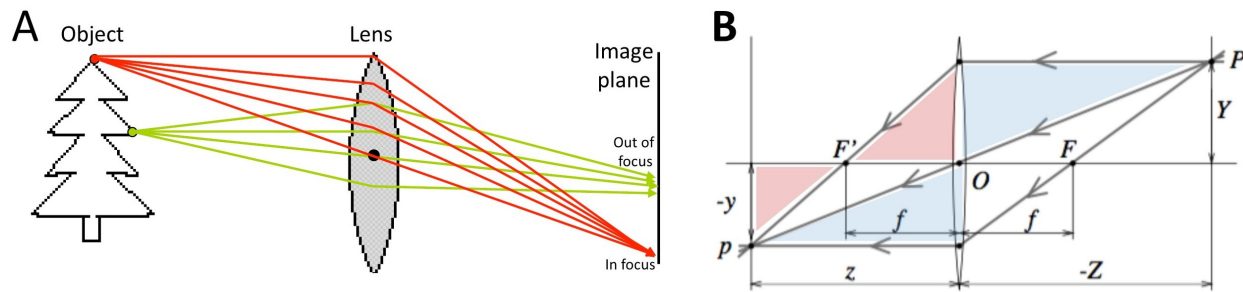 A
Object
Lens
Image
plane
Out of
focus
In focus
B
P
Y
F'
F
O
-y
f
f
p
z
-Z